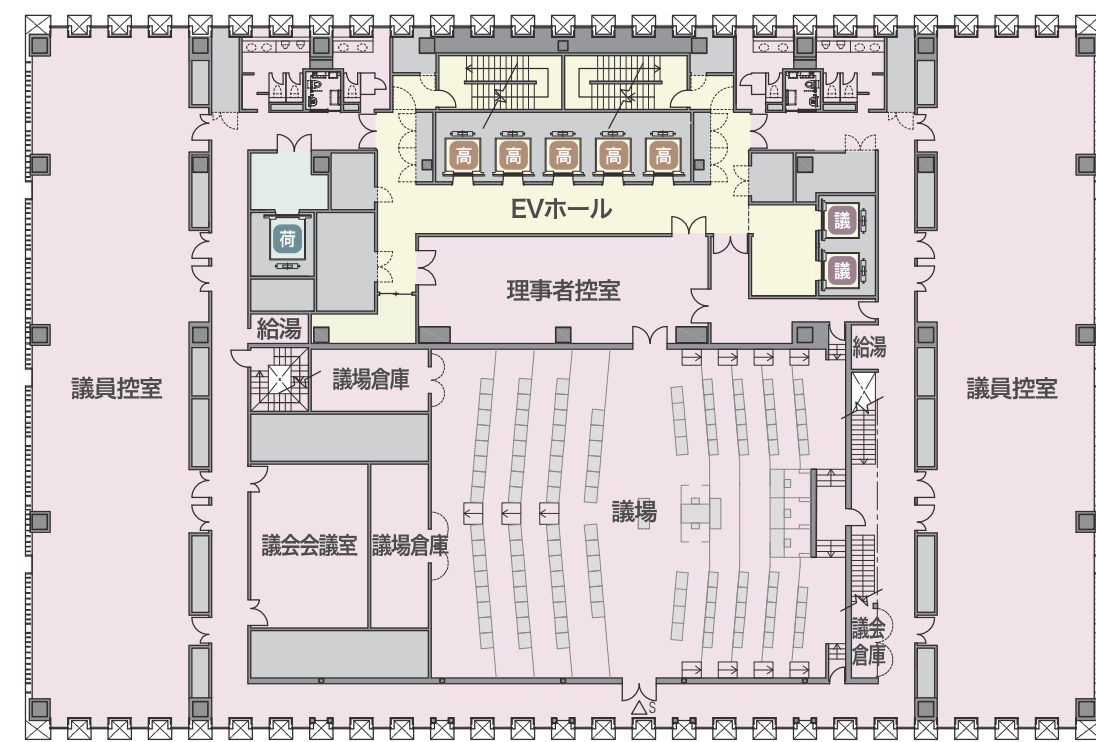 高 高 高 高 高
EVホール
議
荷
議
理事者控室
給湯
給湯
議場倉庫
議員控室
議員控室
議場
議会会議室
議場倉庫
議会
倉庫
S